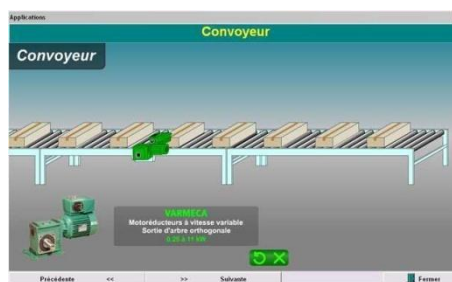 Applications
Convoyeur
Convoyeur
VARMECA
Motoréducteurs à vitesse variable
Sortie d'arbre orthogonale
0,25 à 11 kW
Précédente << >> Suivante Fermer